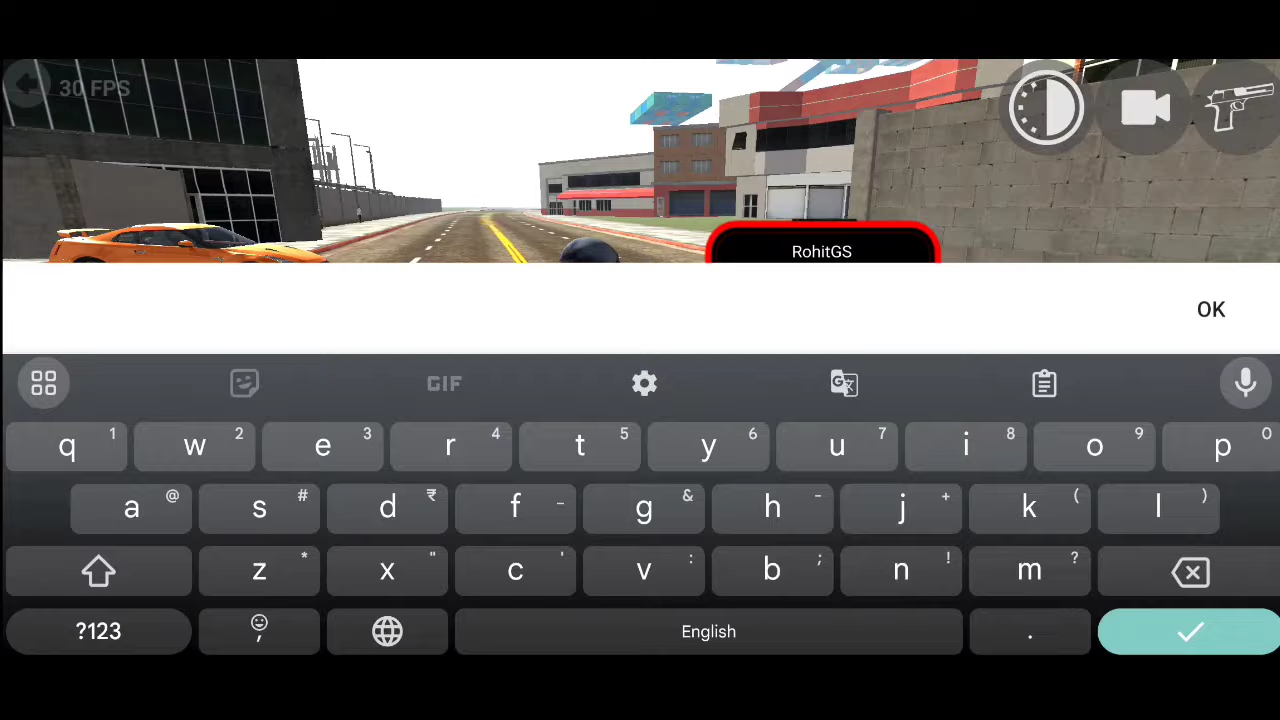 30 FPS
RohitGS
OK
GIF
q 1 w 2 e 3 r 4 t 5 y 6 u 7 i 8 o 9 p 0
a @ s # d ₹ f _ g & h - j + k ( l )
z * x " c ' v : b ; n ! m ?
?123 , English .